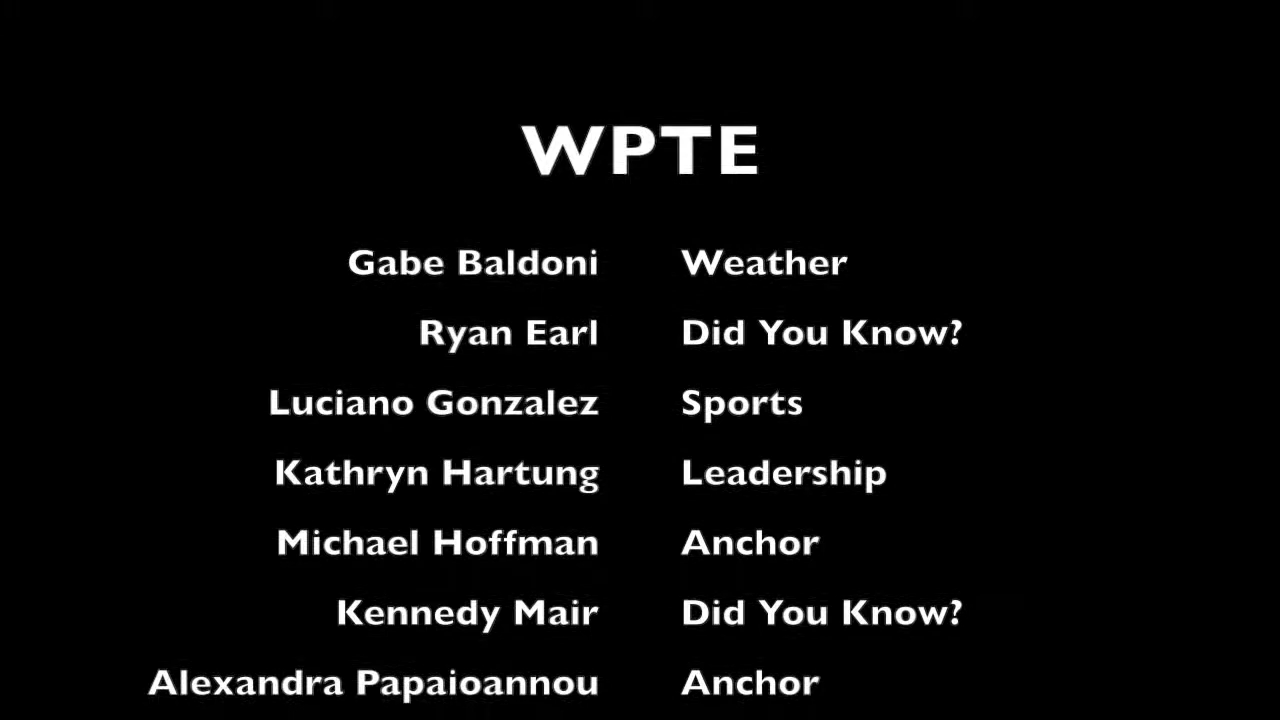 WPTE
Gabe Baldoni Weather
Ryan Earl Did You Know?
Luciano Gonzalez Sports
Kathryn Hartung Leadership
Michael Hoffman Anchor
Kennedy Mair Did You Know?
Alexandra Papaioannou Anchor